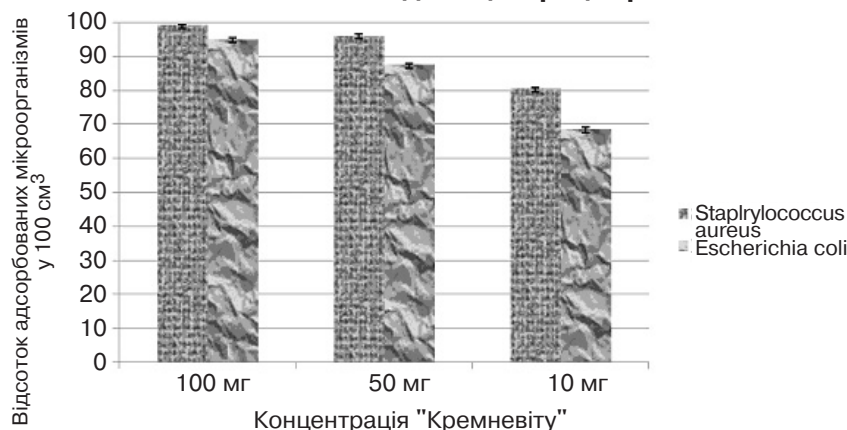 Відсоток адсорбованих мікроорганізмів
у 100 см³
100
90
80
70
60
50
40
30
20
10
0
100 мг
50 мг
10 мг
Концентрація "Кремневіту"
Staplrylococcus
aureus
Escherichia coli